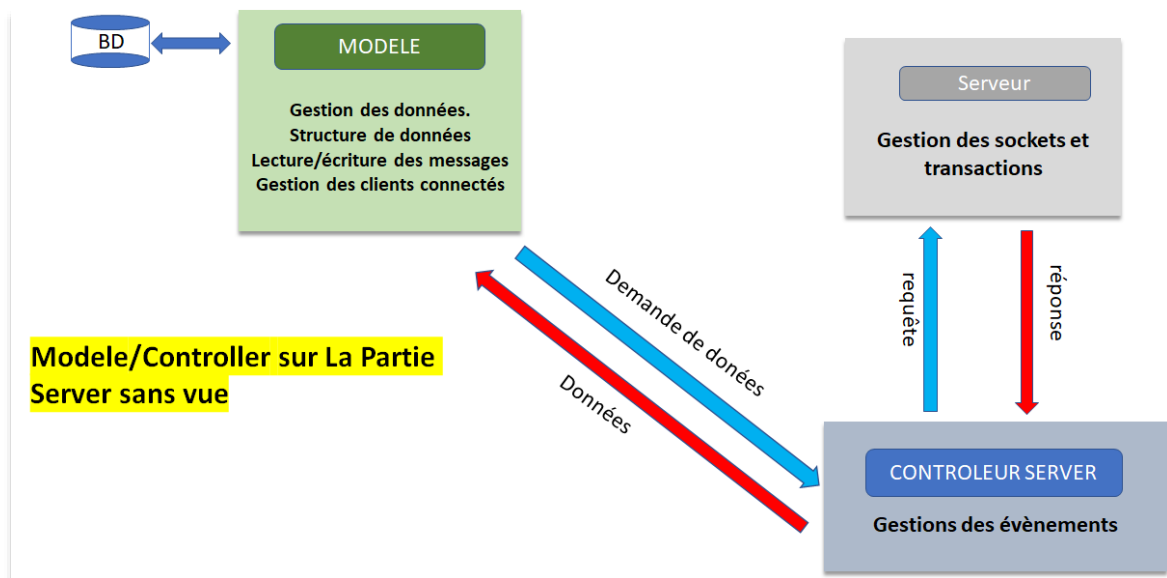 BD
MODELE
Gestion des données.
Structure de données
Lecture/écriture des messages
Gestion des clients connectés
Serveur
Gestion des sockets et
transactions
Demande de donées
Données
requête
réponse
Modele/Controller sur La Partie
Server sans vue
CONTROLEUR SERVER
Gestions des évènements